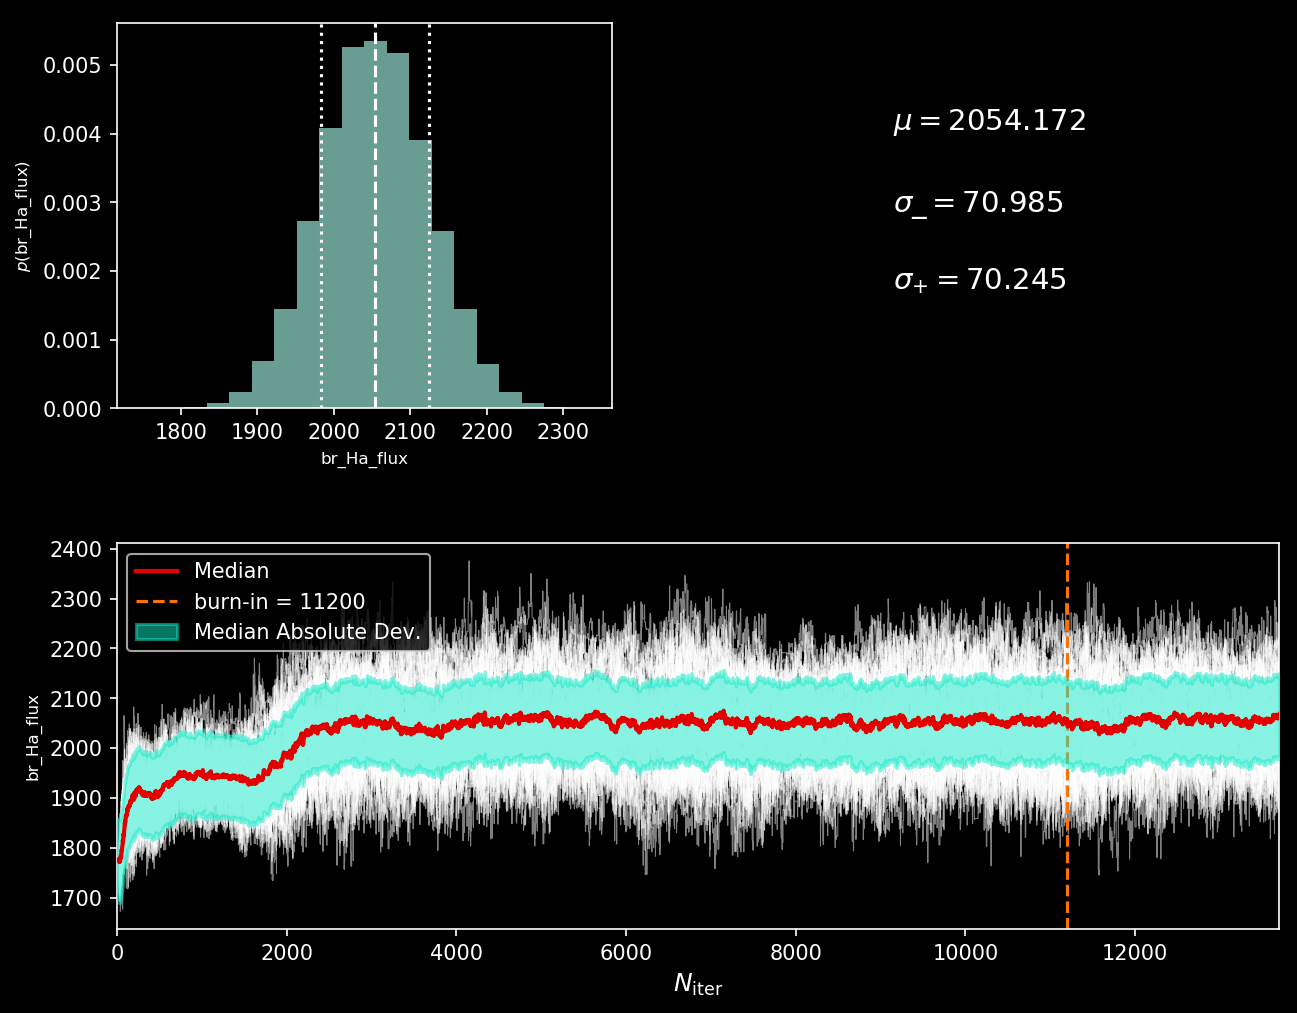 0.005
0.004
0.003
0.002
0.001
0.000
p(br_Ha_flux)
1800 1900 2000 2100 2200 2300
br_Ha_flux
μ = 2054.172
σ_ = 70.985
σ+ = 70.245
2400
2300
2200
2100
2000
1900
1800
1700
br_Ha_flux
Median
burn-in = 11200
Median Absolute Dev.
0 2000 4000 6000 8000 10000 12000
Niter